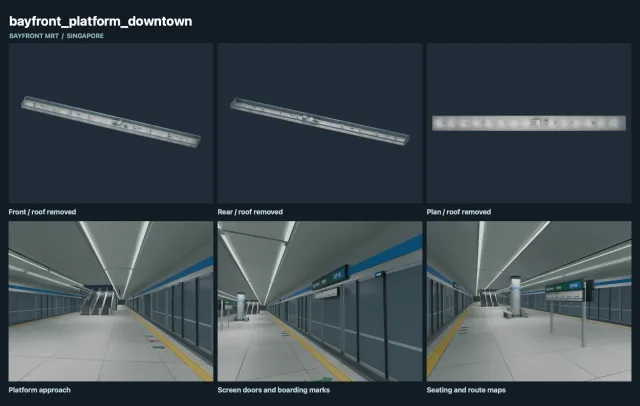 bayfront_platform_downtown
BAYFRONT MRT / SINGAPORE
Front / roof removed
Rear / roof removed
Plan / roof removed
Platform approach
Screen doors and boarding marks
Seating and route maps